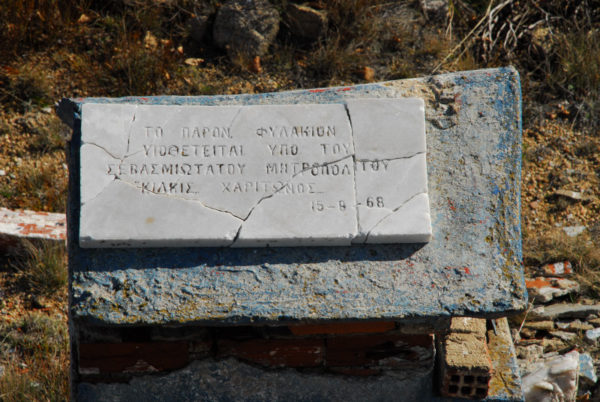 ΤΟ ΠΑΡΟΝ ΦΥΛΑΚΙΟΝ
ΥΙΟΘΕΤΕΙΤΑΙ ΥΠΟ ΤΟΥ
ΣΕΒΑΣΜΙΩΤΑΤΟΥ ΜΗΤΡΟΠΟΛΙΤΟΥ
ΚΙΛΚΙΣ ΧΑΡΙΤΩΝΟΣ
15-8-68